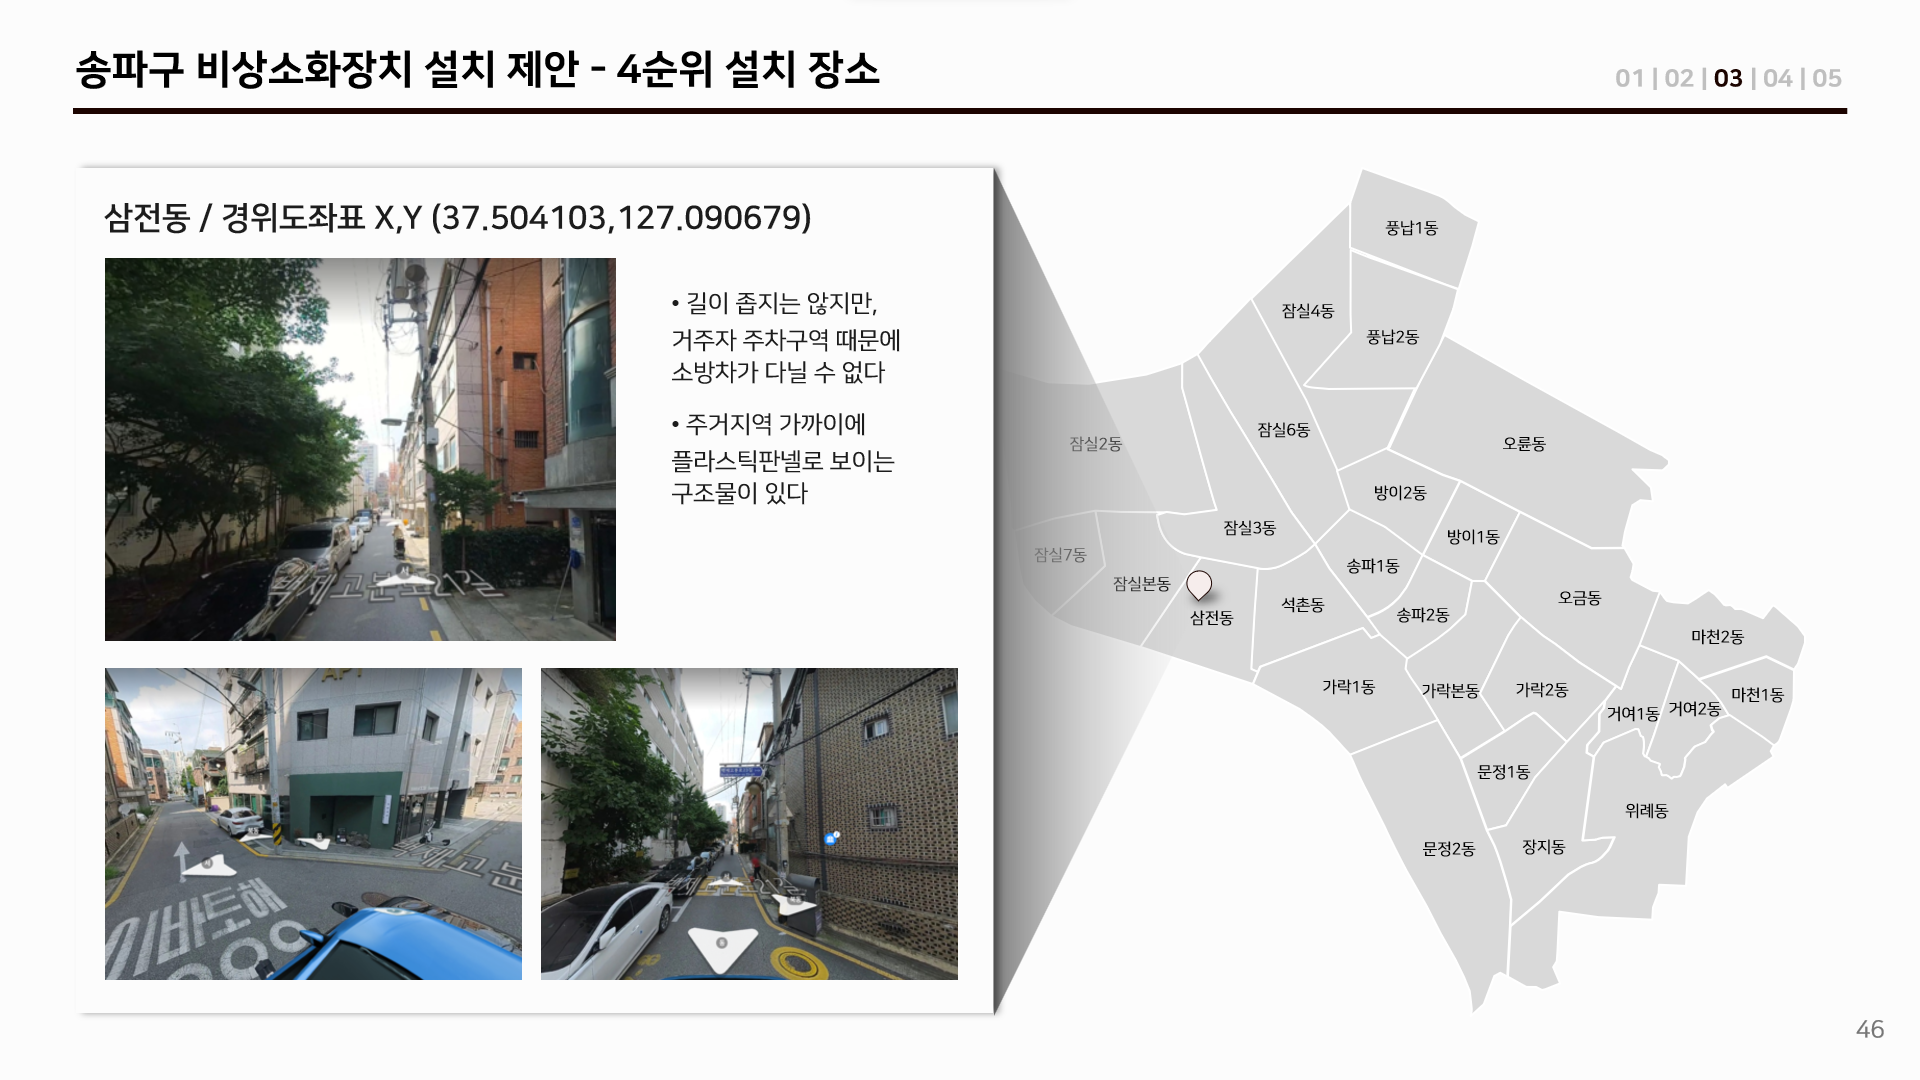 송파구 비상소화장치 설치 제안 - 4순위 설치 장소
01 | 02 | 03 | 04 | 05
삼전동 / 경위도좌표 X,Y (37.504103,127.090679)
• 길이 좁지는 않지만,
거주자 주차구역 때문에
소방차가 다닐 수 없다
• 주거지역 가까이에
플라스틱판넬로 보이는
구조물이 있다
풍납1동
잠실4동
풍납2동
잠실6동
잠실2동
오륜동
방이2동
잠실3동
방이1동
잠실7동
송파1동
잠실본동
석촌동
오금동
삼전동
송파2동
마천2동
가락1동
가락본동
가락2동
마천1동
거여1동
거여2동
문정1동
위례동
문정2동
장지동
46